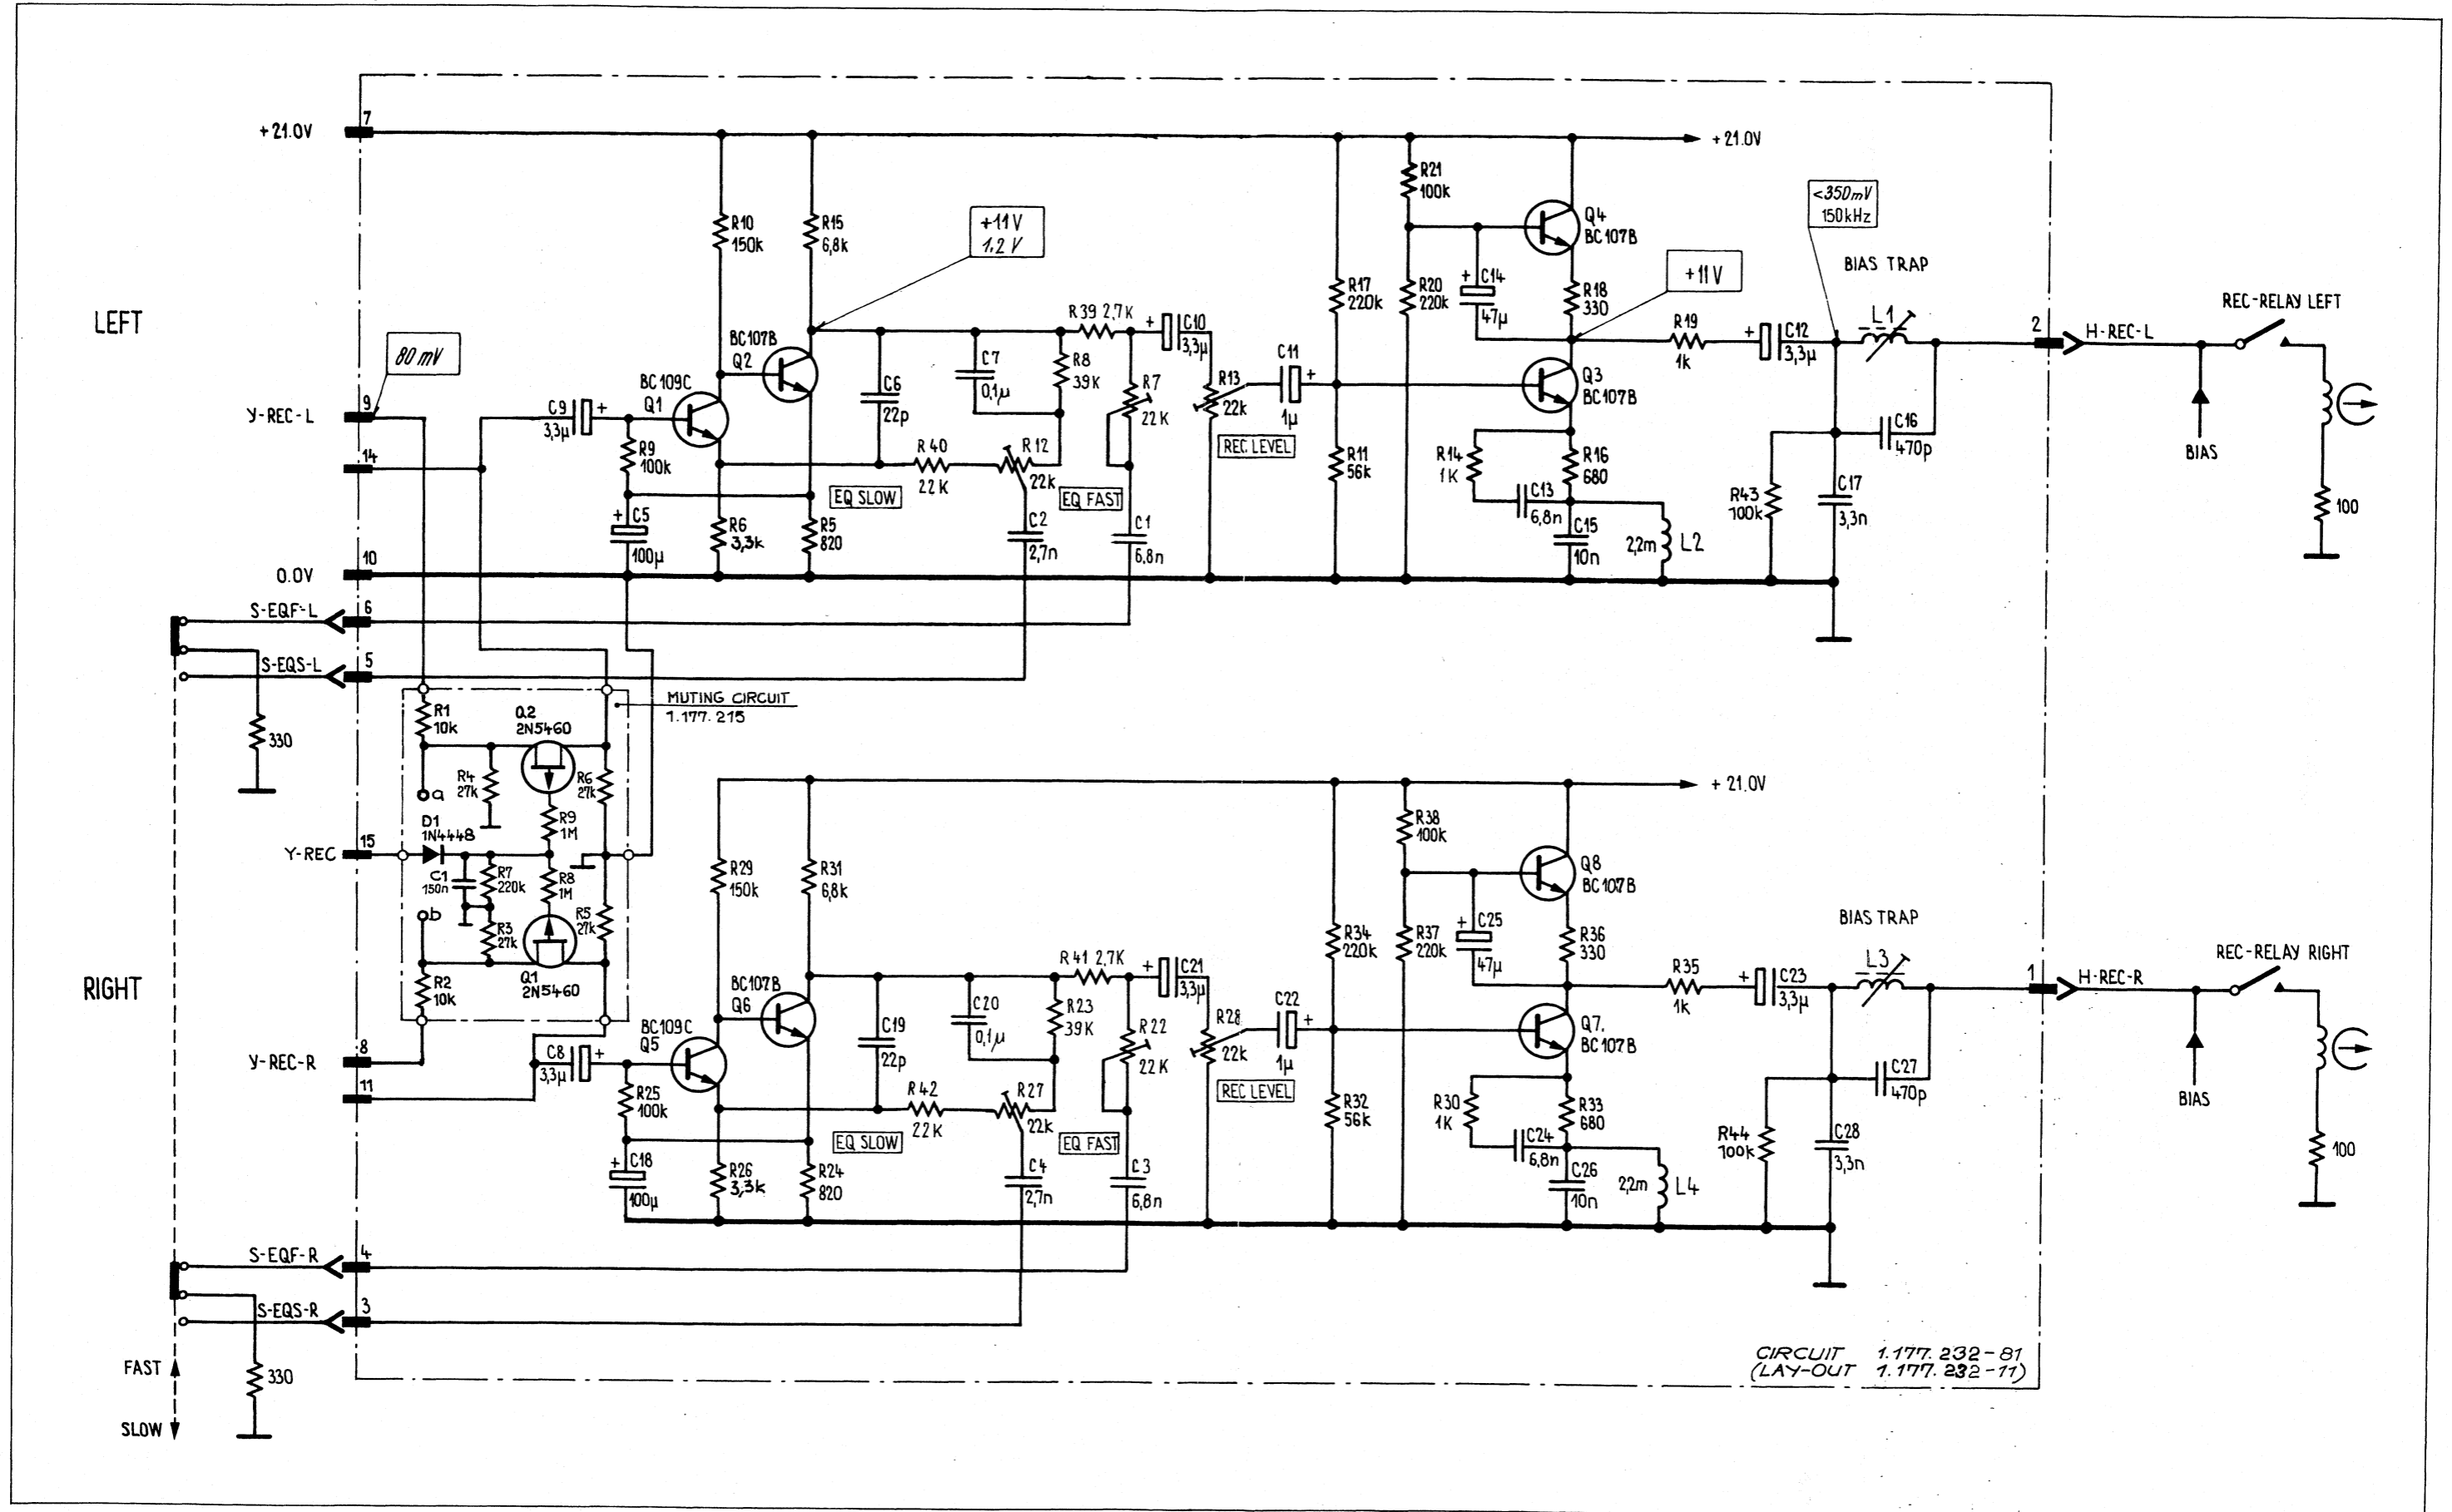 +21.0V
7
+21.0V
R10
150k
R15
6,8k
+11V
1.2V
R21
100k
Q4
BC107B
<350mV
150kHz
BIAS TRAP
+11V
R17
220k
R20
220k
+
C14
47µ
R18
330
REC-RELAY LEFT
LEFT
80 mV
R39 2,7K
+
C10
3,3µ
R19
1k
+
C12
3,3µ
L1
2
H-REC-L
BC107B
Q2
C7
0,1µ
R8
39K
R7
22K
R13
22k
C11
+
1µ
Q3
BC107B
C6
22p
BC109C
Q1
9
Y-REC-L
C9
+
3,3µ
REC LEVEL
C16
470p
BIAS
14
R9
100k
R40
22K
R12
22k
R11
56k
R14
1K
R16
680
EQ SLOW
EQ FAST
C13
6,8n
R43
100k
C17
3,3n
100
+
C5
100µ
R6
3,3k
R5
820
C2
2,7n
C1
6,8n
C15
10n
2,2m
L2
10
0.0V
S-EQF-L
6
S-EQS-L
5
330
MUTING CIRCUIT
1.177.215
R1
10k
Q2
2N5460
R4
27k
R6
27k
a
R9
1M
D1
1N4448
Y-REC
15
C1
150n
R7
220k
R8
1M
b
R3
27k
R5
27k
R2
10k
Q1
2N5460
+21.0V
R29
150k
R31
6,8k
R38
100k
Q8
BC107B
BIAS TRAP
R34
220k
R37
220k
+
C25
47µ
R36
330
REC-RELAY RIGHT
RIGHT
R41 2,7K
+
C21
3,3µ
R35
1k
+
C23
3,3µ
L3
1
H-REC-R
BC107B
Q6
C20
0,1µ
R23
39K
R22
22K
R28
22k
C22
+
1µ
Q7
BC107B
C19
22p
BC109C
Q5
8
Y-REC-R
C8
+
3,3µ
REC LEVEL
C27
470p
BIAS
11
R25
100k
R42
22K
R27
22k
R32
56k
R30
1K
R33
680
EQ SLOW
EQ FAST
C24
6,8n
R44
100k
C28
3,3n
100
+
C18
100µ
R26
3,3k
R24
820
C4
2,7n
C3
6,8n
C26
10n
2,2m
L4
S-EQF-R
4
S-EQS-R
3
FAST
330
SLOW
CIRCUIT 1.177.232-81
(LAY-OUT 1.177.232-11)